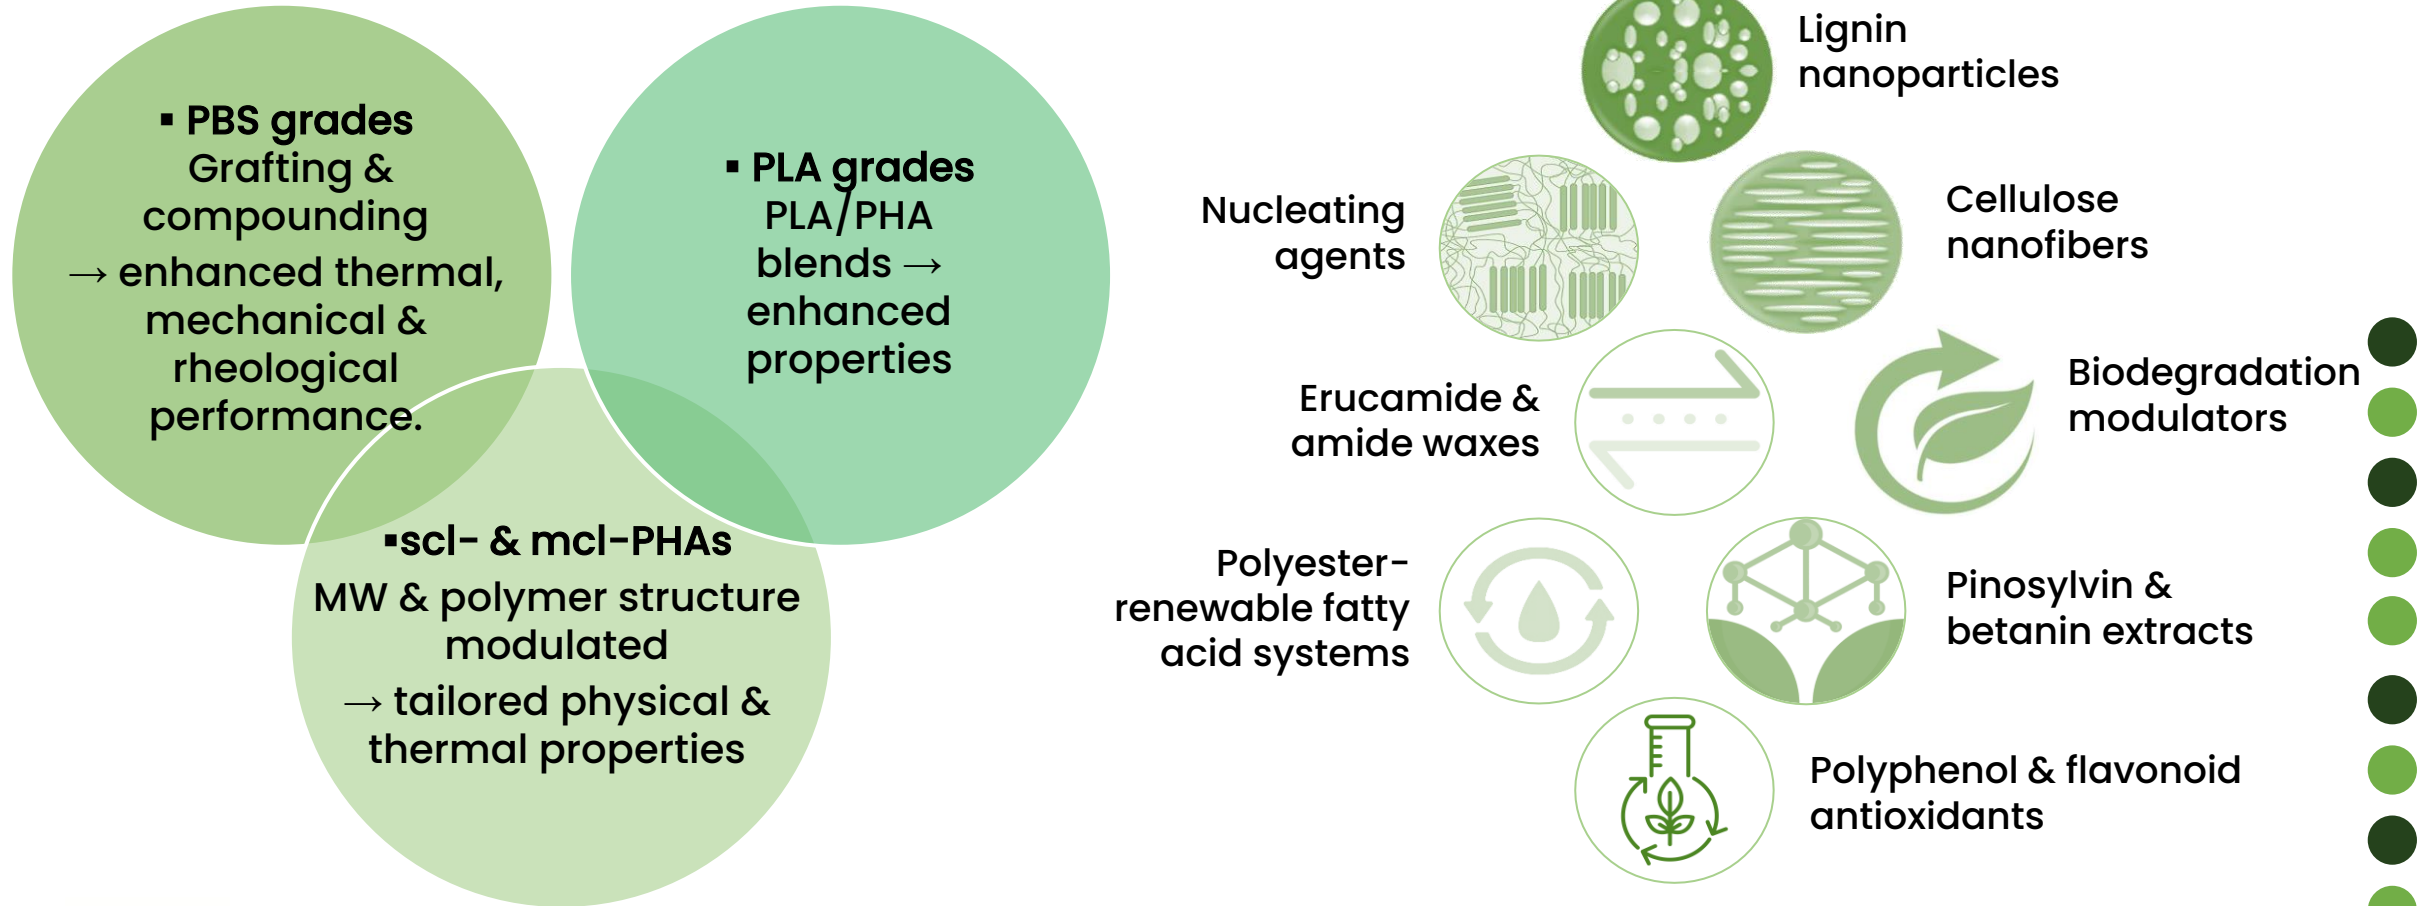 ▪ PBS grades
Grafting &
compounding
→ enhanced thermal,
mechanical &
rheological
performance.
▪ PLA grades
PLA/PHA
blends →
enhanced
properties
▪scl- & mcl-PHAs
MW & polymer structure
modulated
→ tailored physical &
thermal properties
Lignin
nanoparticles
Nucleating
agents
Cellulose
nanofibers
Erucamide &
amide waxes
Biodegradation
modulators
Polyester-
renewable fatty
acid systems
Pinosylvin &
betanin extracts
Polyphenol & flavonoid
antioxidants